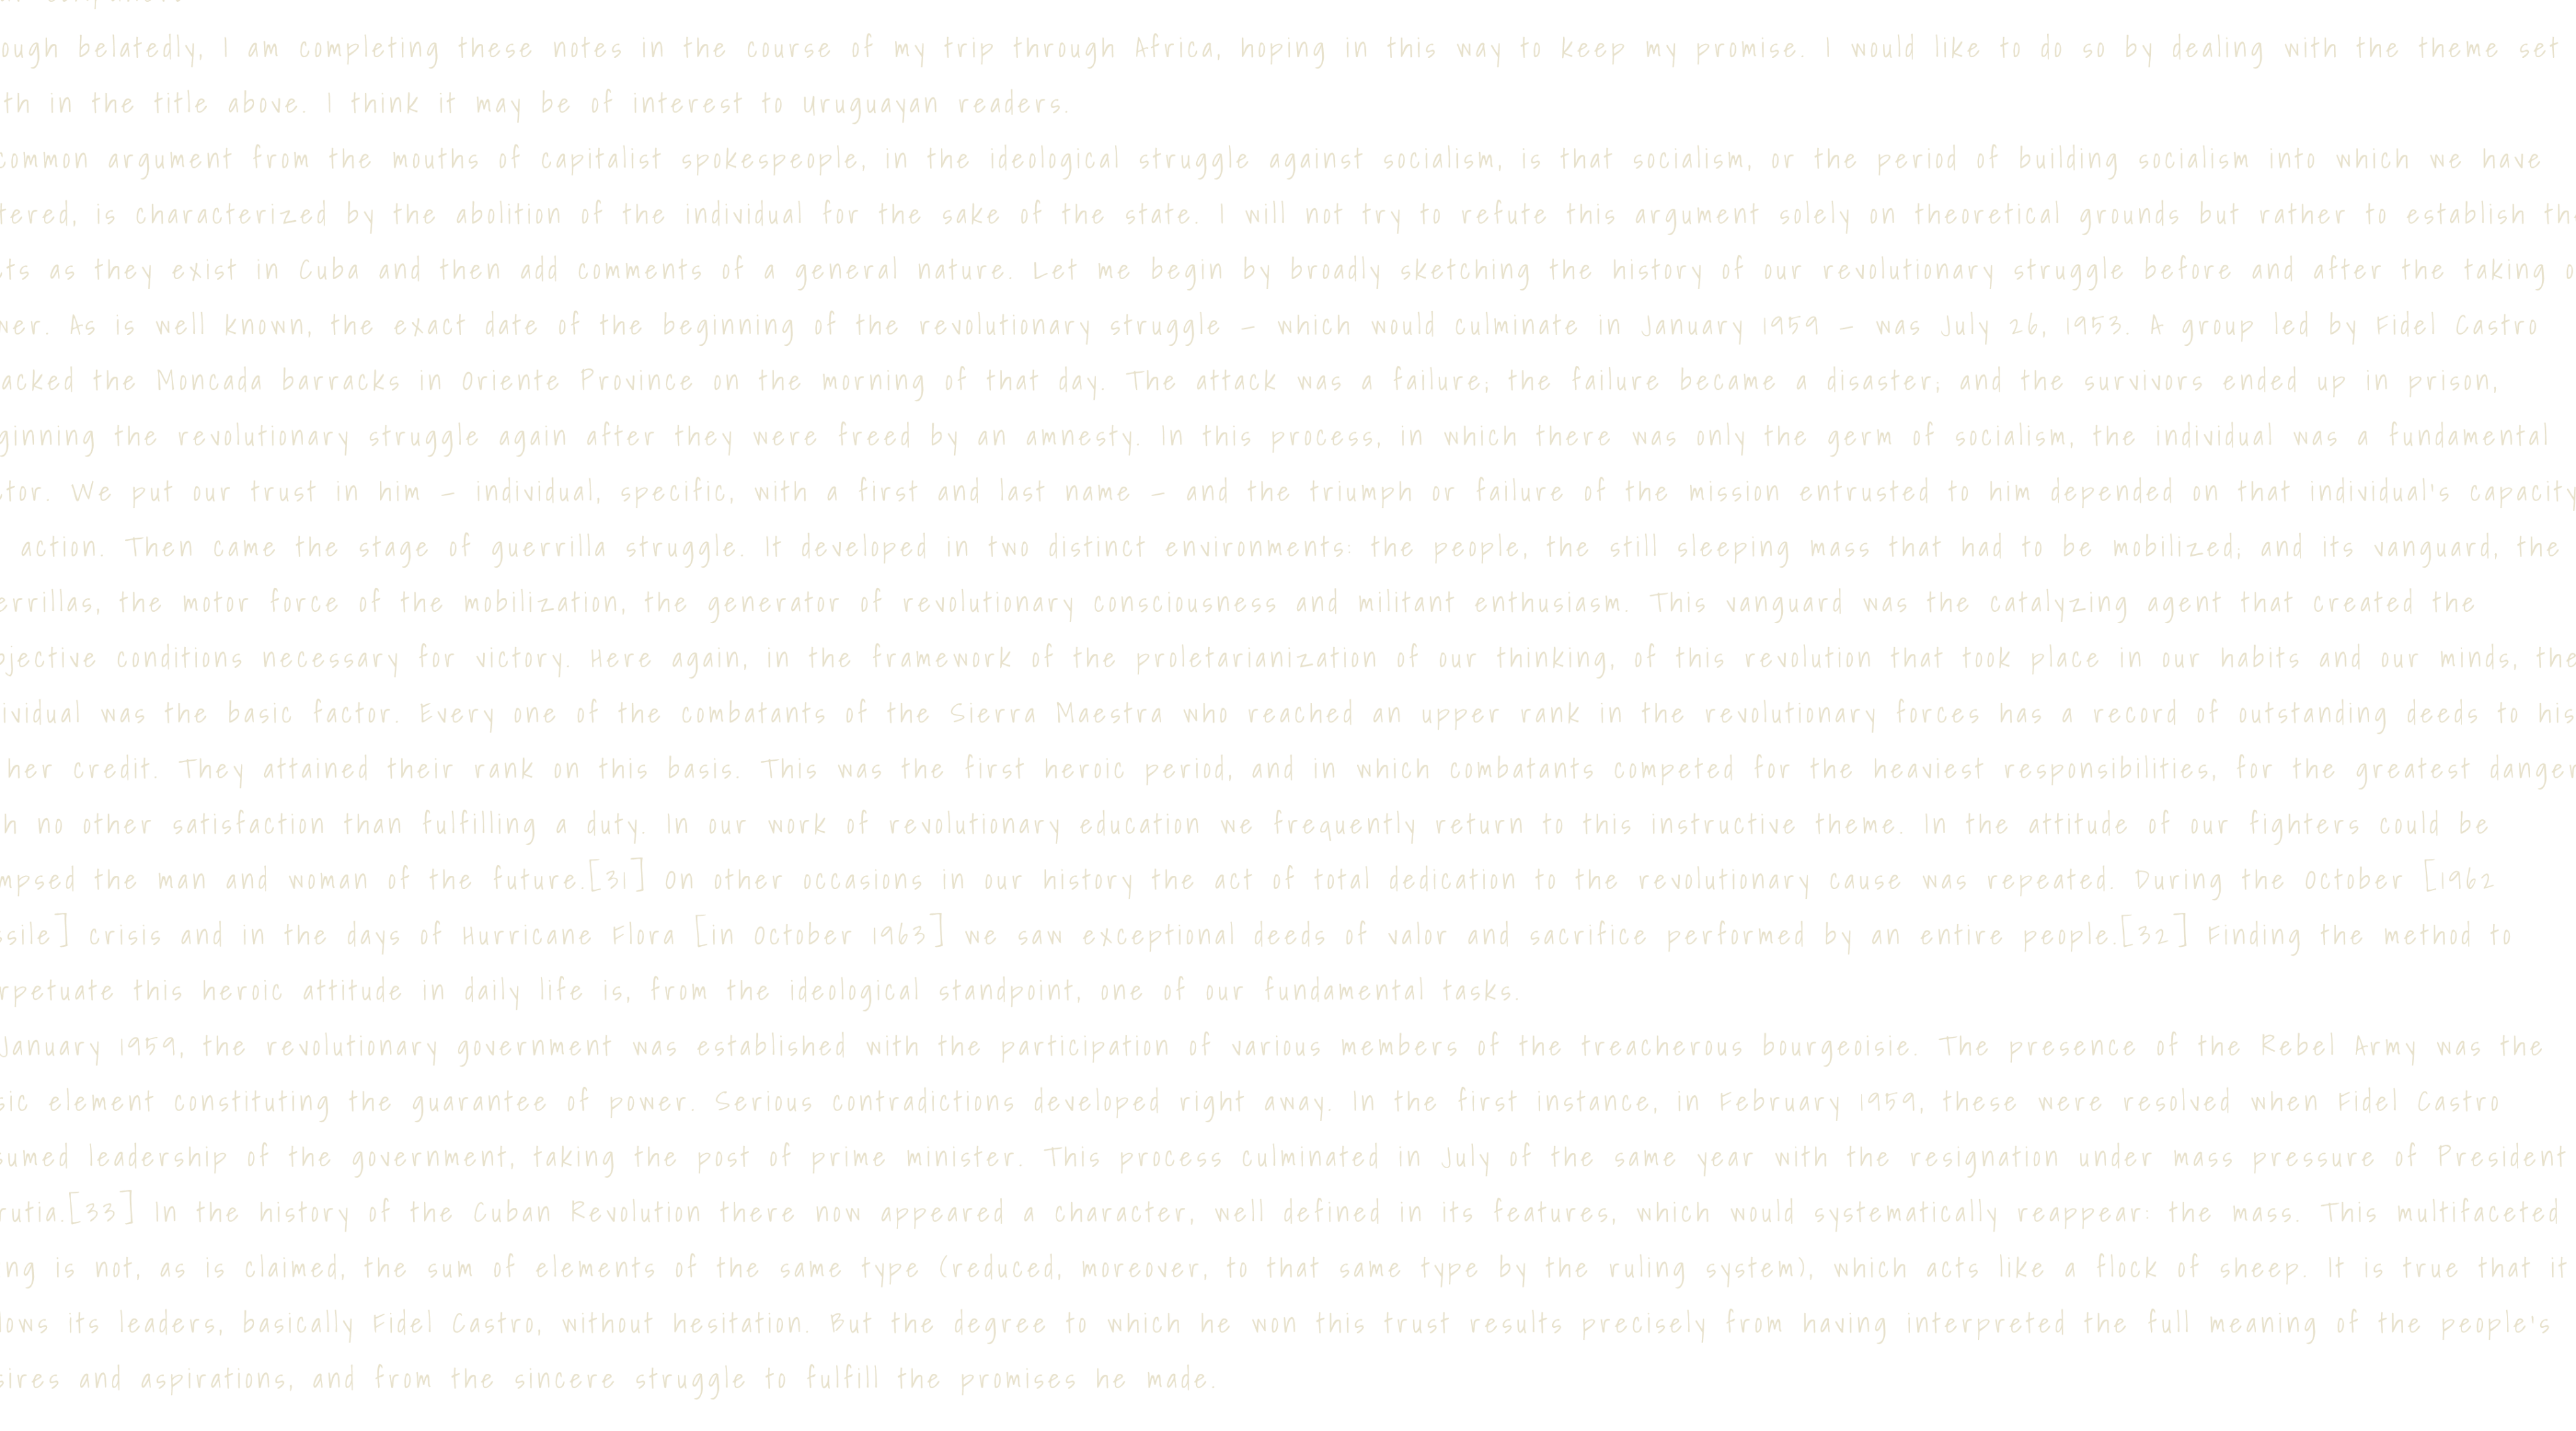 ough belatedly, I am completing these notes in the course of my trip through Africa, hoping in this way to keep my promise. I would like to do so by dealing with the theme set
th in the title above. I think it may be of interest to Uruguayan readers.
common argument from the mouths of capitalist spokespeople, in the ideological struggle against socialism, is that socialism, or the period of building socialism into which we have
tered, is characterized by the abolition of the individual for the sake of the state. I will not try to refute this argument solely on theoretical grounds but rather to establish th
ts as they exist in Cuba and then add comments of a general nature. Let me begin by broadly sketching the history of our revolutionary struggle before and after the taking o
wer. As is well known, the exact date of the beginning of the revolutionary struggle – which would culminate in January 1959 – was July 26, 1953. A group led by Fidel Castro
acked the Moncada barracks in Oriente Province on the morning of that day. The attack was a failure; the failure became a disaster; and the survivors ended up in prison,
ginning the revolutionary struggle again after they were freed by an amnesty. In this process, in which there was only the germ of socialism, the individual was a fundamental
tor. We put our trust in him – individual, specific, with a first and last name – and the triumph or failure of the mission entrusted to him depended on that individual's capacity
action. Then came the stage of guerrilla struggle. It developed in two distinct environments: the people, the still sleeping mass that had to be mobilized; and its vanguard, the
errillas, the motor force of the mobilization, the generator of revolutionary consciousness and militant enthusiasm. This vanguard was the catalyzing agent that created the
bjective conditions necessary for victory. Here again, in the framework of the proletarianization of our thinking, of this revolution that took place in our habits and our minds, the
ividual was the basic factor. Every one of the combatants of the Sierra Maestra who reached an upper rank in the revolutionary forces has a record of outstanding deeds to his
her credit. They attained their rank on this basis. This was the first heroic period, and in which combatants competed for the heaviest responsibilities, for the greatest danger
h no other satisfaction than fulfilling a duty. In our work of revolutionary education we frequently return to this instructive theme. In the attitude of our fighters could be
mpsed the man and woman of the future.[31] On other occasions in our history the act of total dedication to the revolutionary cause was repeated. During the October [1962
ssile] crisis and in the days of Hurricane Flora [in October 1963] we saw exceptional deeds of valor and sacrifice performed by an entire people.[32] Finding the method to
rpetuate this heroic attitude in daily life is, from the ideological standpoint, one of our fundamental tasks.
January 1959, the revolutionary government was established with the participation of various members of the treacherous bourgeoisie. The presence of the Rebel Army was the
sic element constituting the guarantee of power. Serious contradictions developed right away. In the first instance, in February 1959, these were resolved when Fidel Castro
sumed leadership of the government, taking the post of prime minister. This process culminated in July of the same year with the resignation under mass pressure of President
rutia.[33] In the history of the Cuban Revolution there now appeared a character, well defined in its features, which would systematically reappear: the mass. This multifaceted
ng is not, as is claimed, the sum of elements of the same type (reduced, moreover, to that same type by the ruling system), which acts like a flock of sheep. It is true that it
lows its leaders, basically Fidel Castro, without hesitation. But the degree to which he won this trust results precisely from having interpreted the full meaning of the people's
sires and aspirations, and from the sincere struggle to fulfill the promises he made.